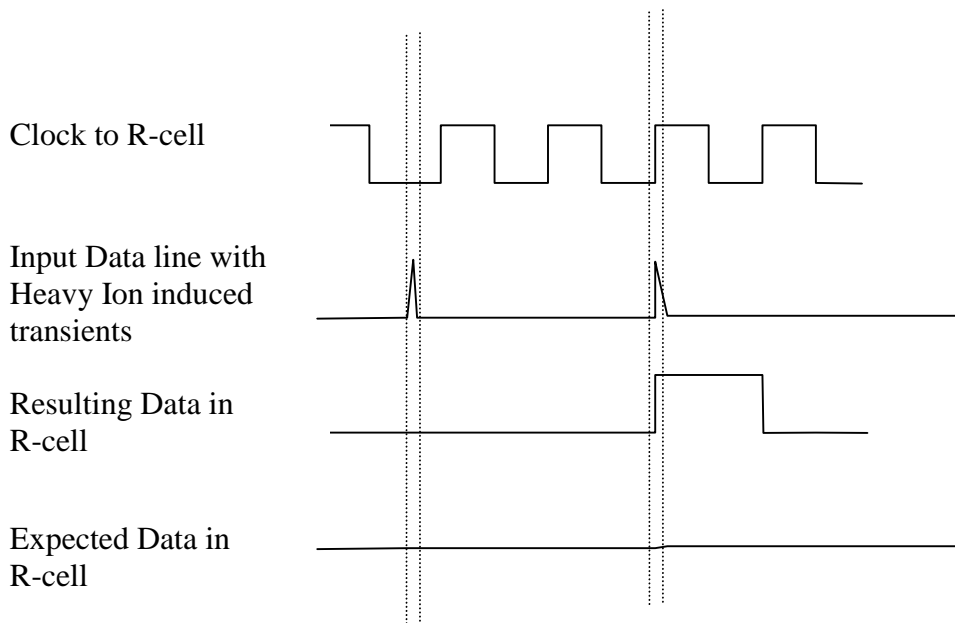 Clock to R-cell
Input Data line with
Heavy Ion induced
transients
Resulting Data in
R-cell
Expected Data in
R-cell